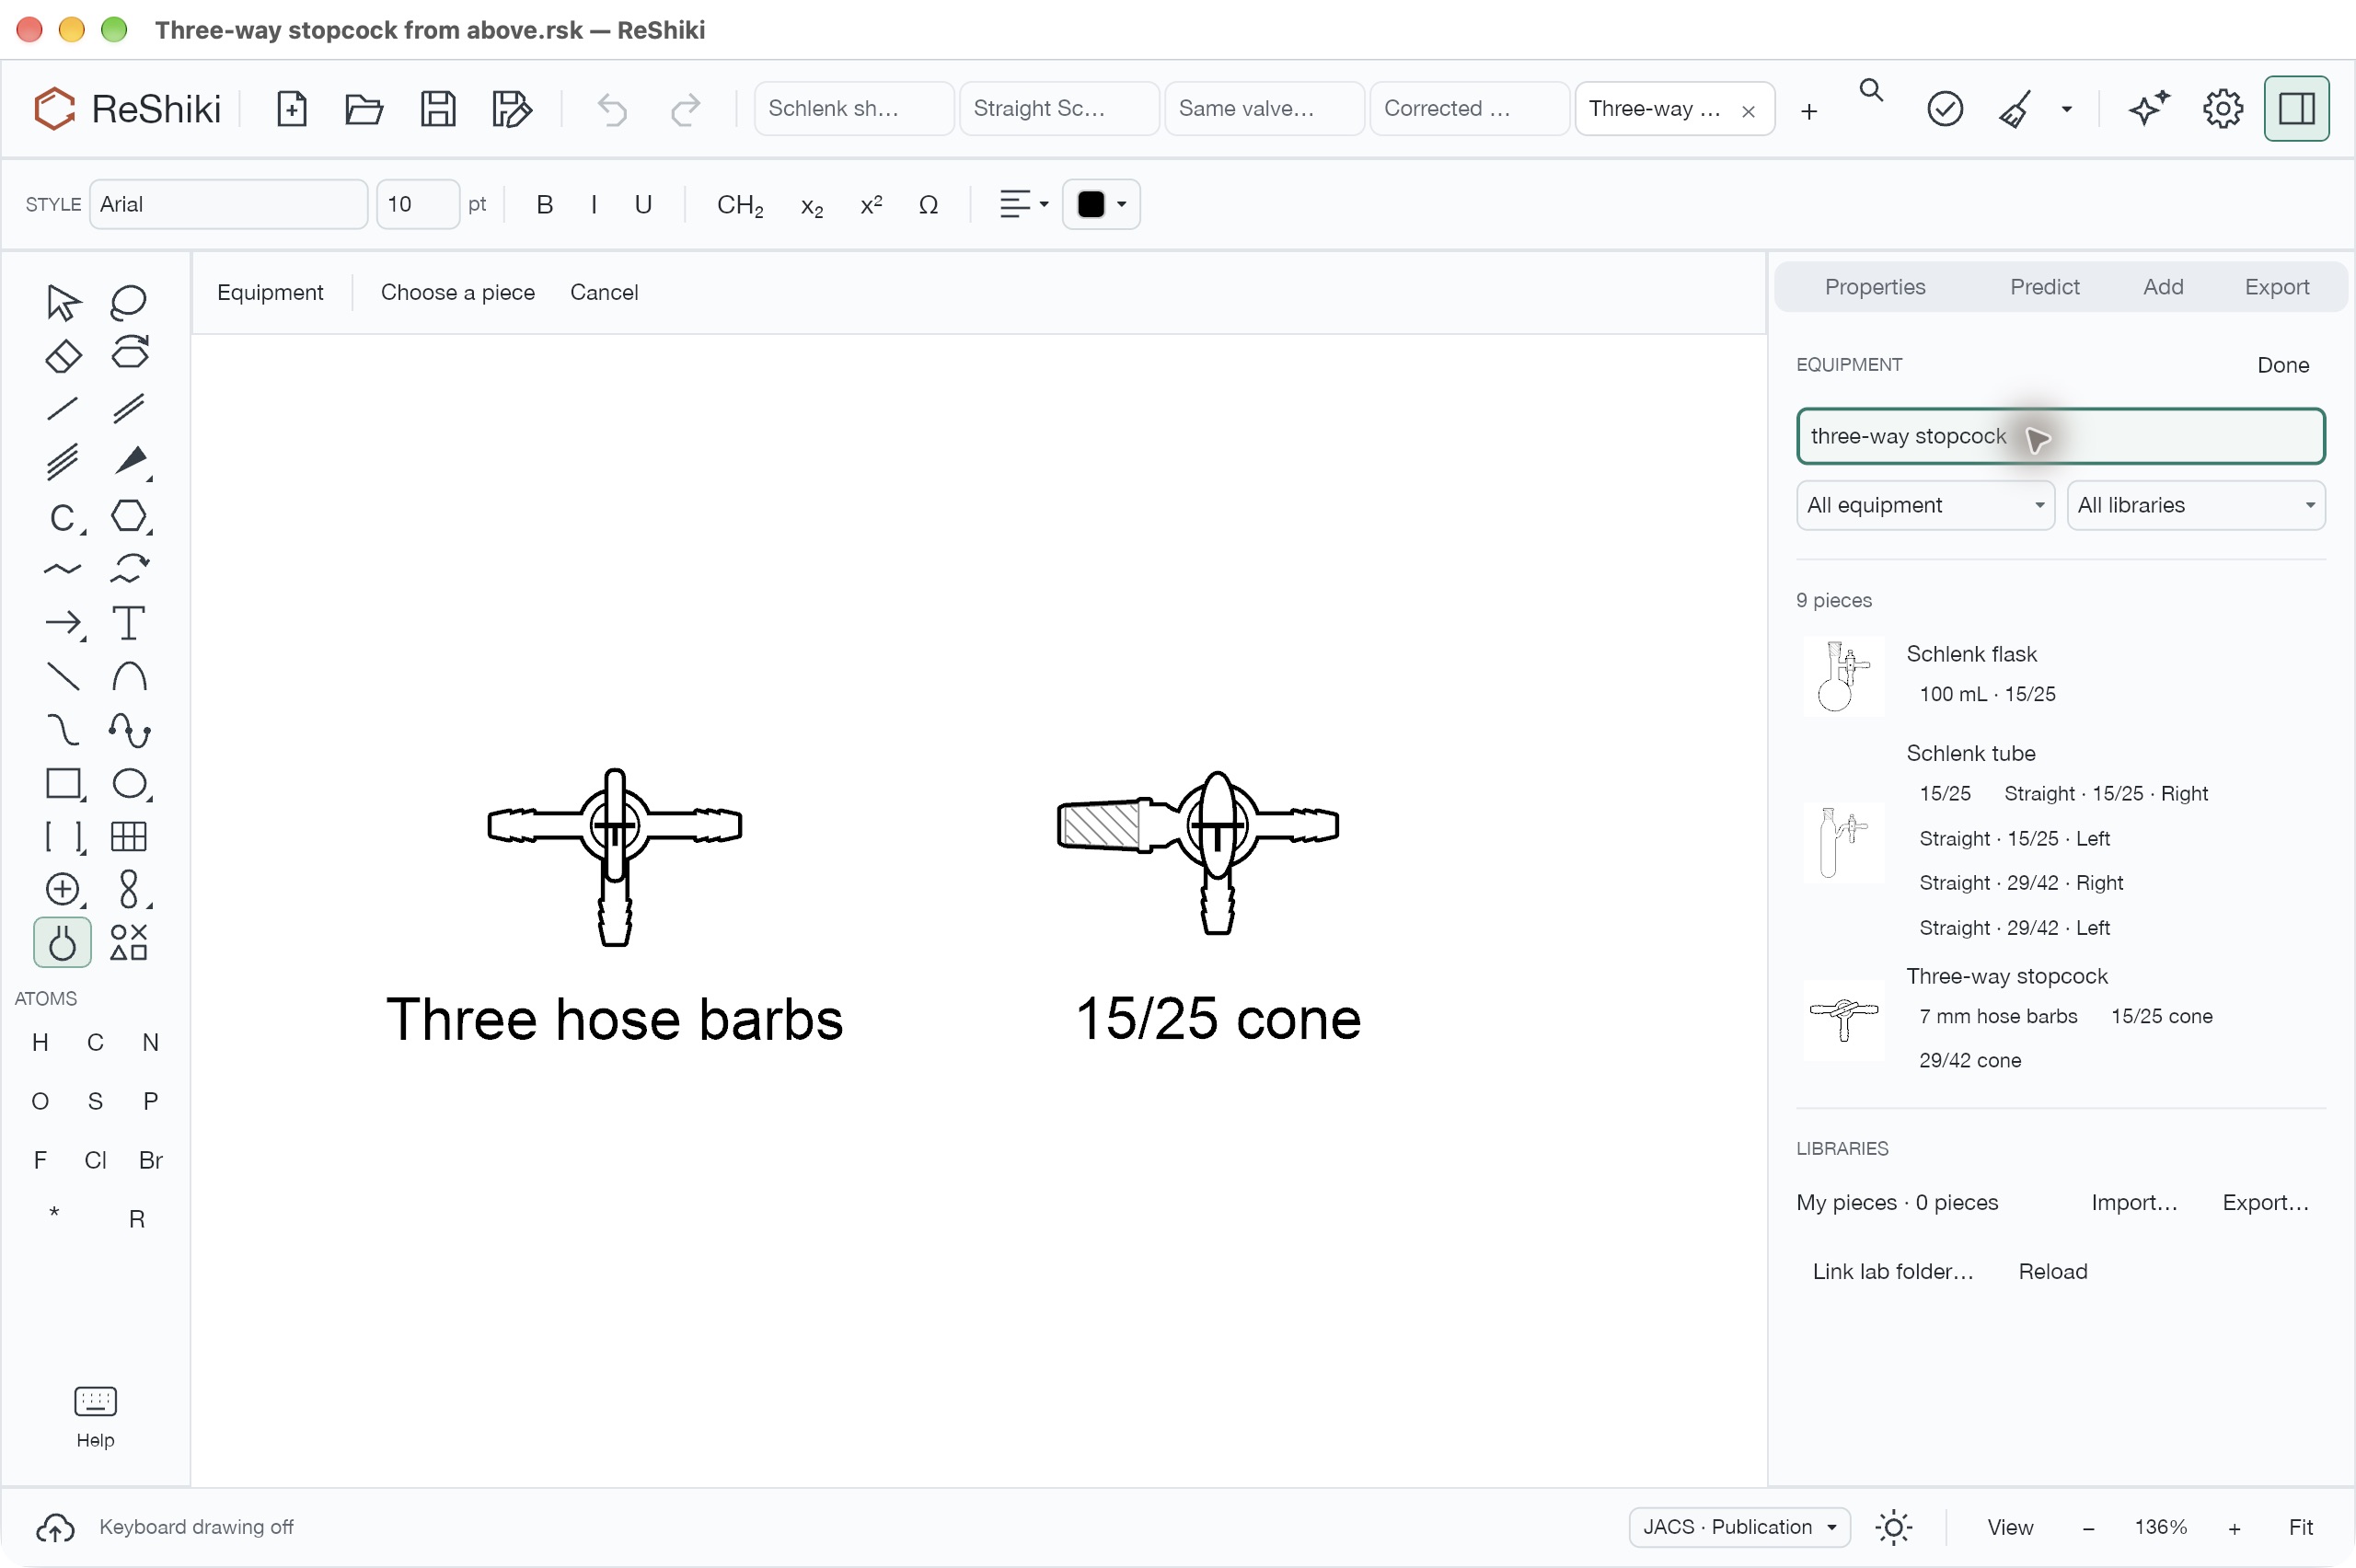 Three-way stopcock from above.rsk — ReShiki
ReShiki
Schlenk sh...
Straight Sc...
Same valve...
Corrected ...
Three-way ... ×
+
STYLE Arial 10 pt B I U CH₂ x₂ x² Ω
Equipment Choose a piece Cancel
Properties Predict Add Export
EQUIPMENT Done
three-way stopcock
All equipment All libraries
9 pieces
Schlenk flask
100 mL · 15/25
Schlenk tube
15/25 Straight · 15/25 · Right
Straight · 15/25 · Left
Straight · 29/42 · Right
Straight · 29/42 · Left
Three-way stopcock
7 mm hose barbs 15/25 cone
29/42 cone
LIBRARIES
My pieces · 0 pieces Import... Export...
Link lab folder... Reload
C
T
[ ]
ATOMS
H C N
O S P
F Cl Br
* R
Help
T
T
Three hose barbs
15/25 cone
Keyboard drawing off
JACS · Publication
View − 136% + Fit